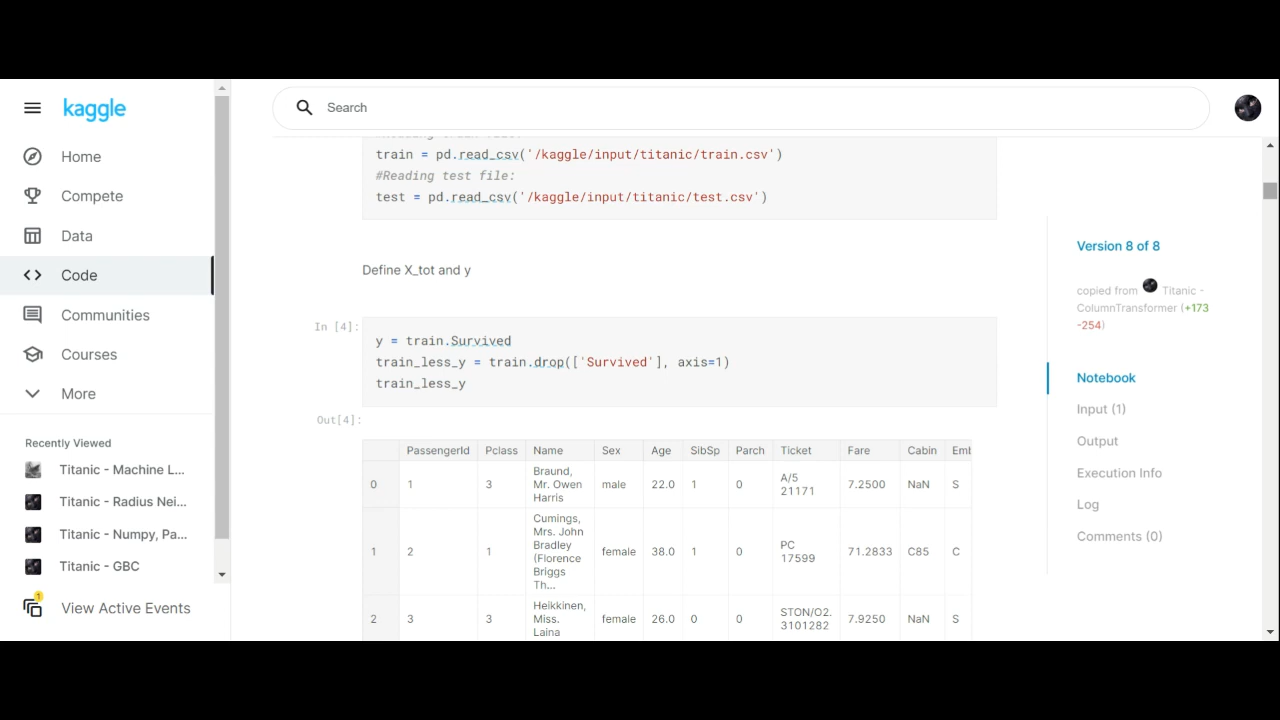 kaggle
Search
Home
Compete
Data
Code
Communities
Courses
More
Recently Viewed
Titanic - Machine L...
Titanic - Radius Nei...
Titanic - Numpy, Pa...
Titanic - GBC
1
View Active Events
train = pd.read_csv('/kaggle/input/titanic/train.csv')
#Reading test file:
test = pd.read_csv('/kaggle/input/titanic/test.csv')
Define X_tot and y
In [4]:
y = train.Survived
train_less_y = train.drop(['Survived'], axis=1)
train_less_y
Out[4]:
PassengerId Pclass Name Sex Age SibSp Parch Ticket Fare Cabin Emb
0 1 3 Braund, Mr. Owen Harris male 22.0 1 0 A/5 21171 7.2500 NaN S
1 2 1 Cumings, Mrs. John Bradley (Florence Briggs Th... female 38.0 1 0 PC 17599 71.2833 C85 C
2 3 3 Heikkinen, Miss. Laina female 26.0 0 0 STON/O2. 3101282 7.9250 NaN S
Version 8 of 8
copied from Titanic -
ColumnTransformer (+173
-254)
Notebook
Input (1)
Output
Execution Info
Log
Comments (0)